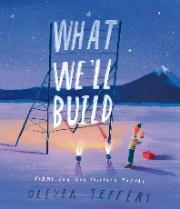 WHAT
WE'LL
BUILD
PLANS FOR OUR TOGETHER FUTURE
OLIVER JEFFERS